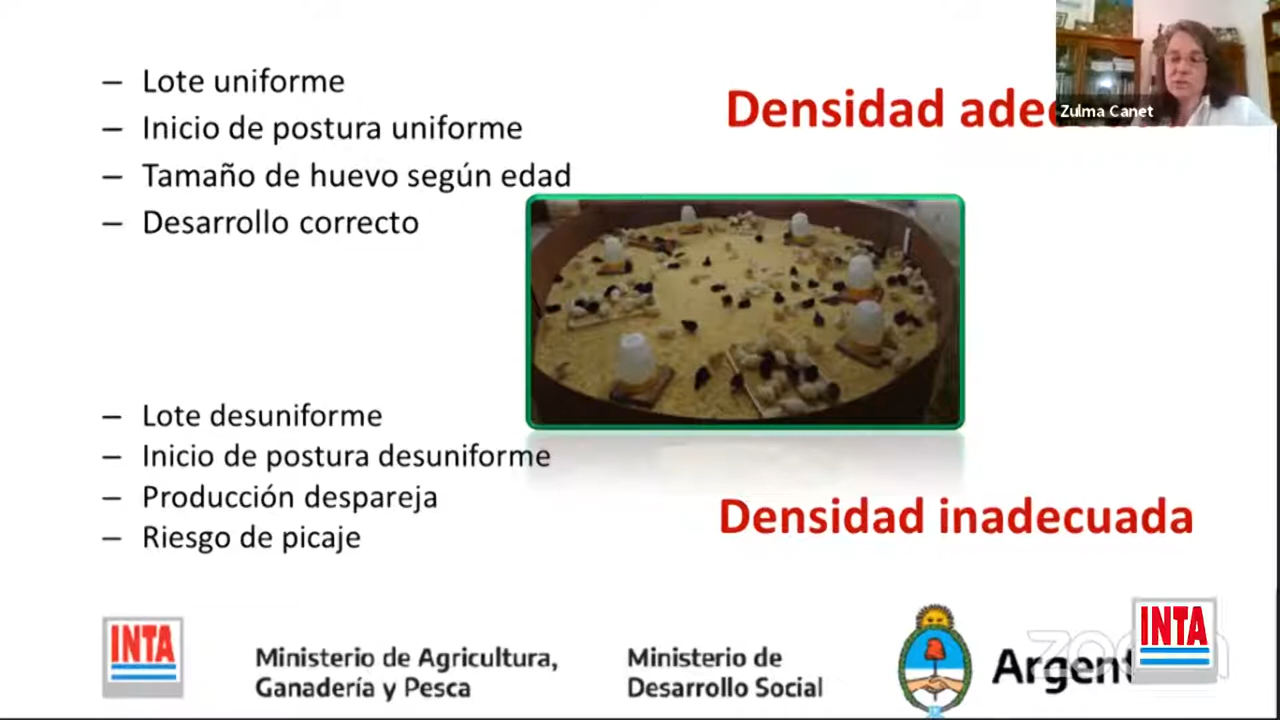 – Lote uniforme
– Inicio de postura uniforme
– Tamaño de huevo según edad
– Desarrollo correcto
Densidad ade
Zulma Canet
– Lote desuniforme
– Inicio de postura desuniforme
– Producción despareja
– Riesgo de picaje
Densidad inadecuada
INTA
Ministerio de Agricultura,
Ganadería y Pesca
Ministerio de
Desarrollo Social
Argent
zoom
INTA